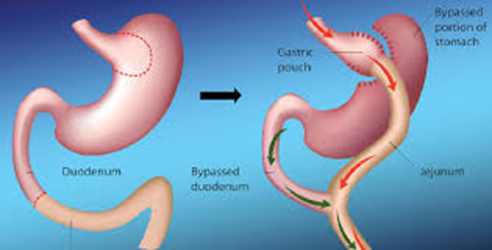 Bypassed
portion of
stomach
Gastric
pouch
Duodenum
Bypassed
duodenum
Jejunum